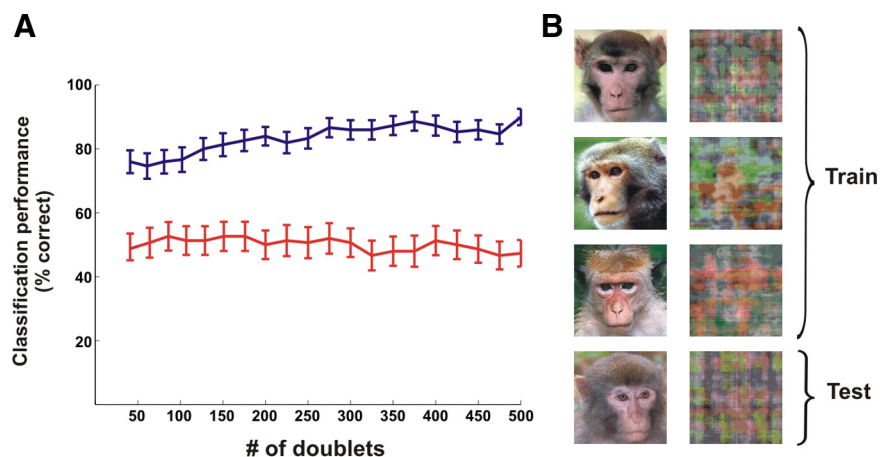 A
B
100
80
60
40
20
Classification performance
(% correct)
50 100 150 200 250 300 350 400 450 500
# of doublets
Train
Test